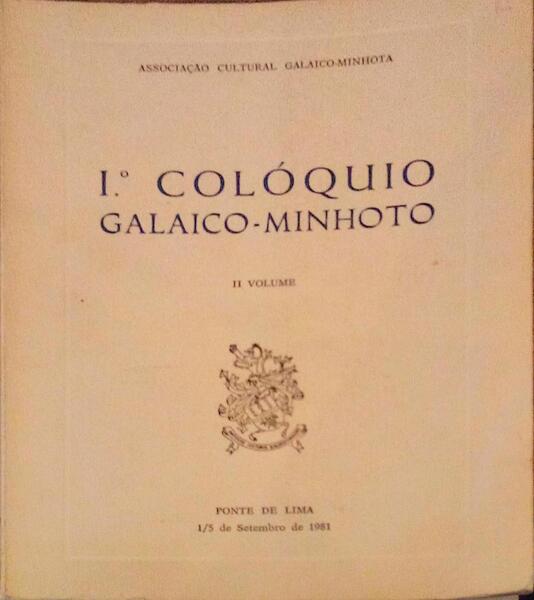 ASSOCIAÇÃO CULTURAL GALAICO-MINHOTA
I.º COLÓQUIO
GALAICO-MINHOTO
II VOLUME
PONTE DE LIMA
1/5 de Setembro de 1981